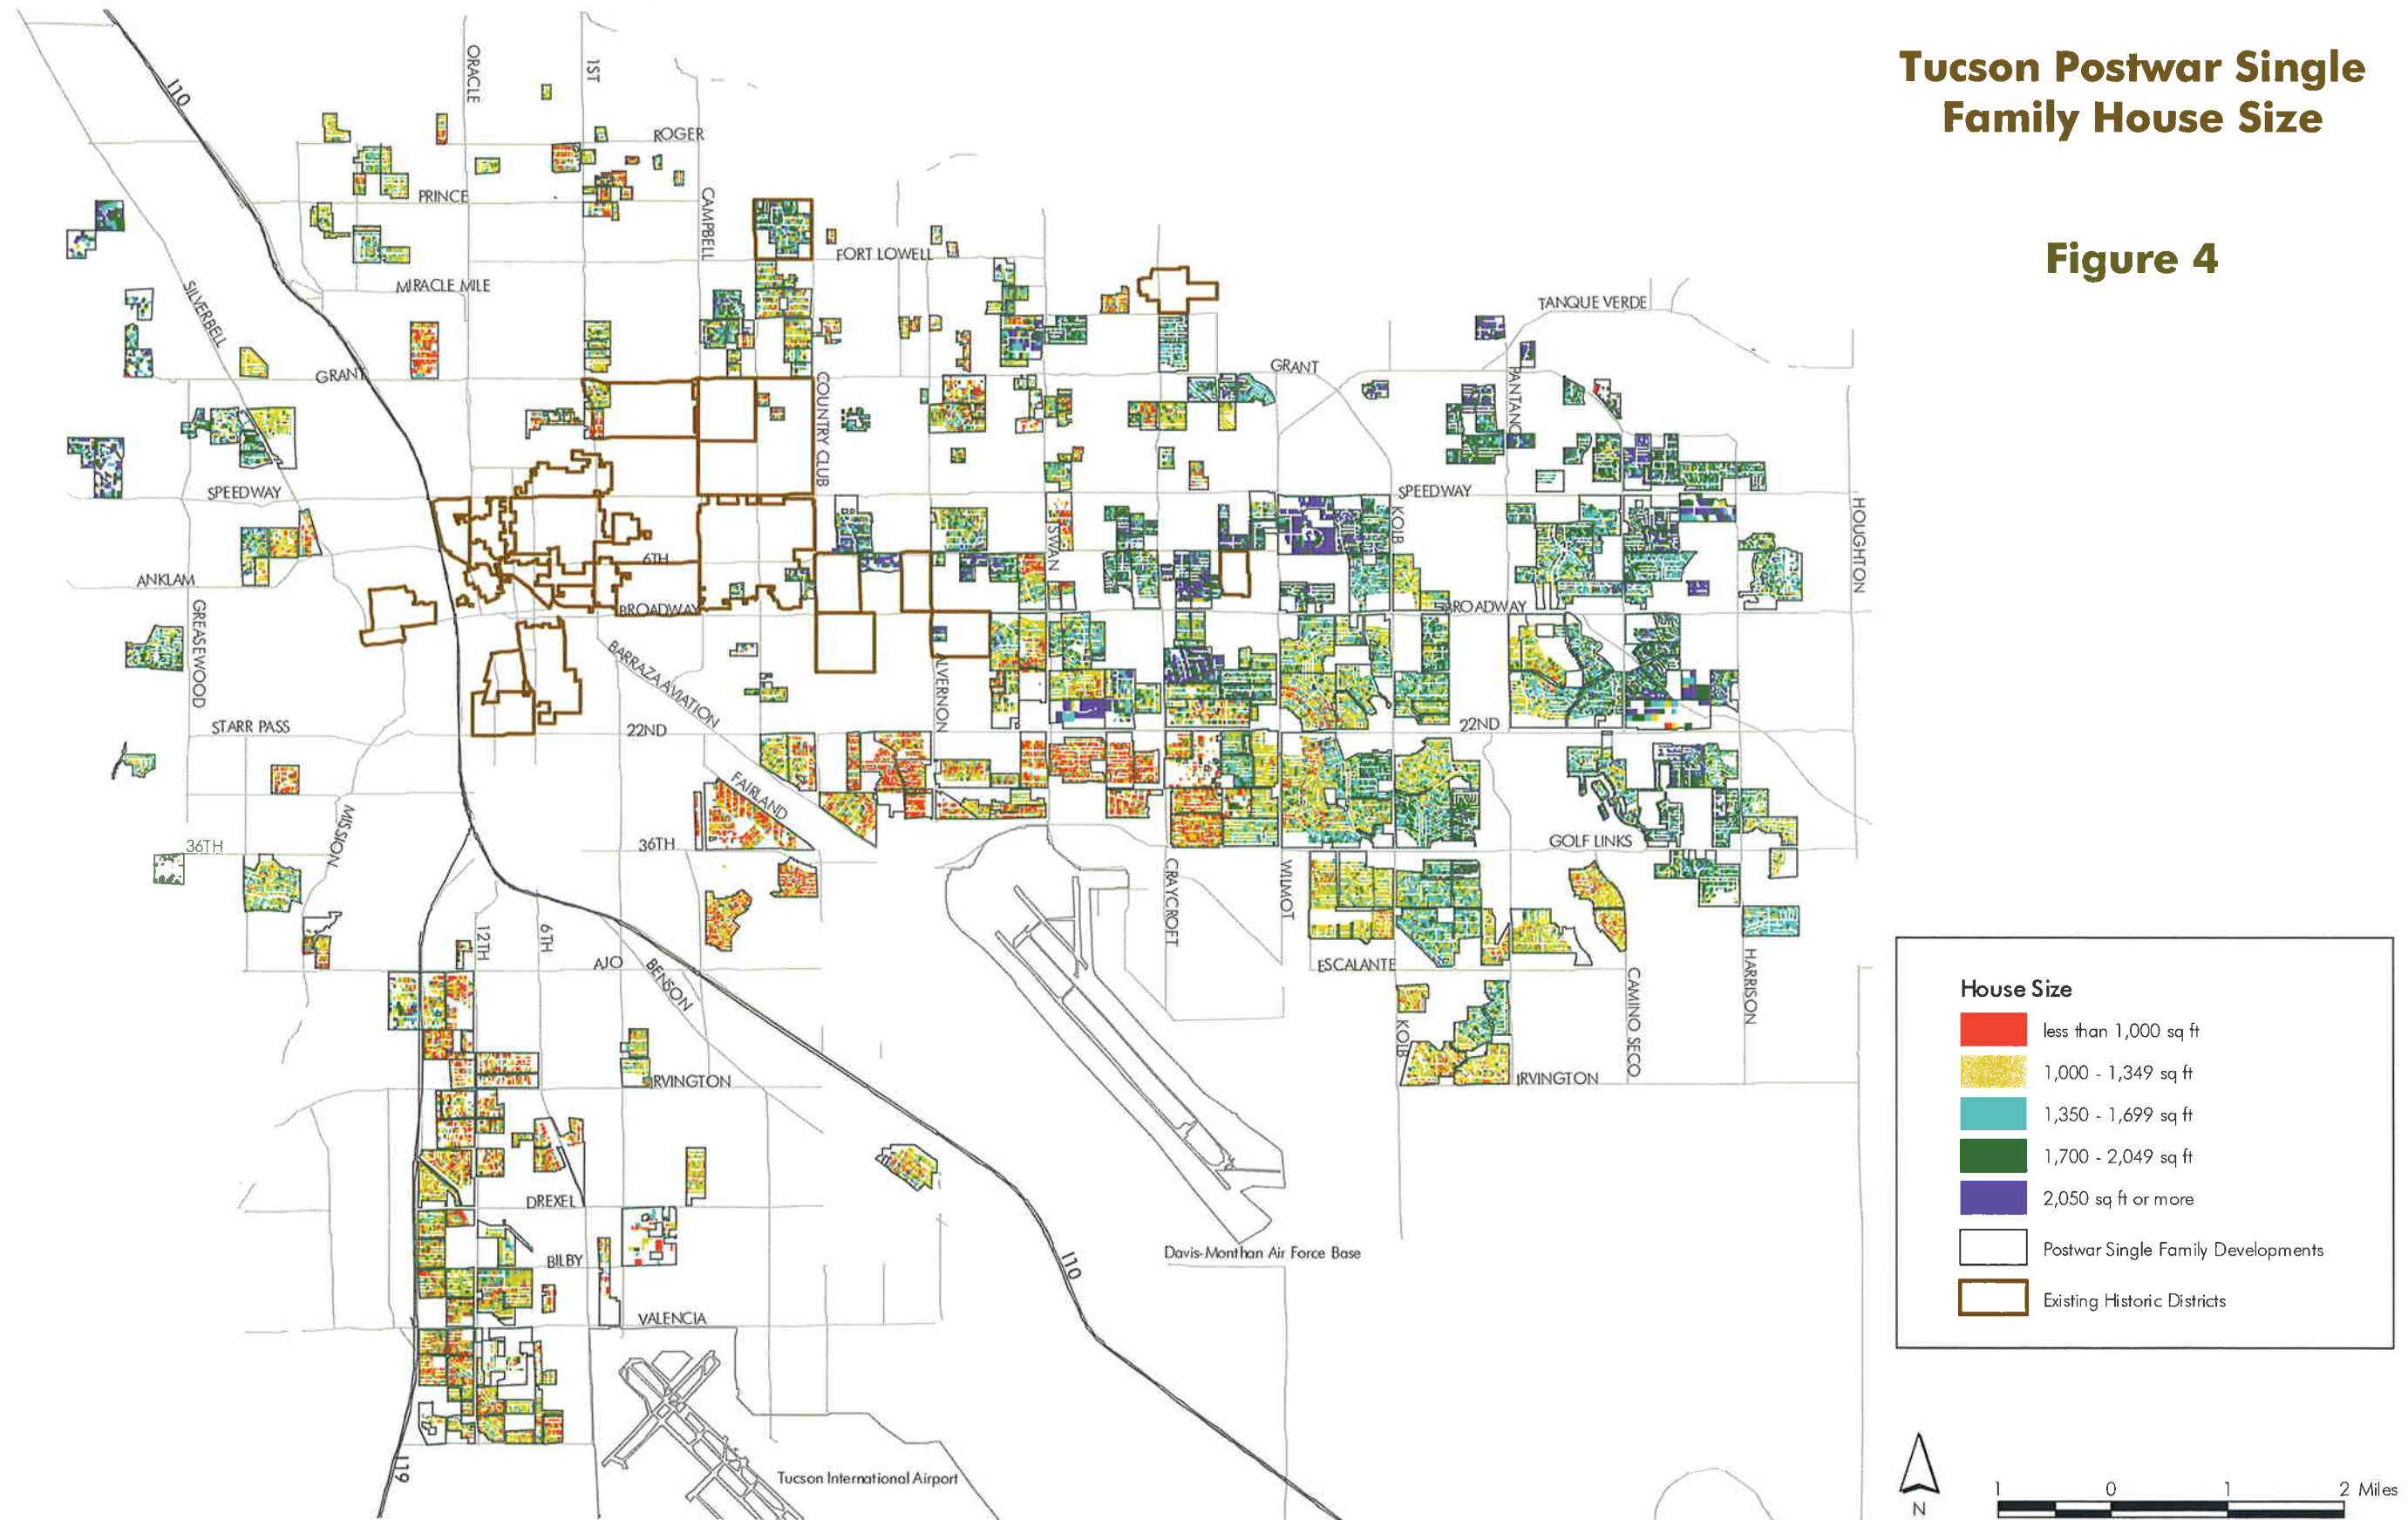 Tucson Postwar Single
Family House Size
Figure 4
I10
ORACLE
1ST
ROGER
PRINCE
CAMPBELL
FORT LOWELL
MIRACLE MILE
SILVERBELL
TANQUE VERDE
GRANT
GRANT
PANTANO
COUNTRY CLUB
SPEEDWAY
SPEEDWAY
KOLB
SWAN
HOUGHTON
6TH
ANKLAM
BROADWAY
BROADWAY
GREASEWOOD
BARRAZA AVIATION
ALVERNON
STARR PASS
22ND
22ND
FAIRLAND
MISSION
36TH
36TH
GOLF LINKS
CRAYCROFT
WILMOT
12TH
6TH
AJO
BENSON
ESCALANTE
CAMINO SECO
HARRISON
KOLB
IRVINGTON
IRVINGTON
DREXEL
BILBY
Davis-Monthan Air Force Base
I10
VALENCIA
I19
Tucson International Airport
House Size
less than 1,000 sq ft
1,000 - 1,349 sq ft
1,350 - 1,699 sq ft
1,700 - 2,049 sq ft
2,050 sq ft or more
Postwar Single Family Developments
Existing Historic Districts
N
1 0 1 2 Miles